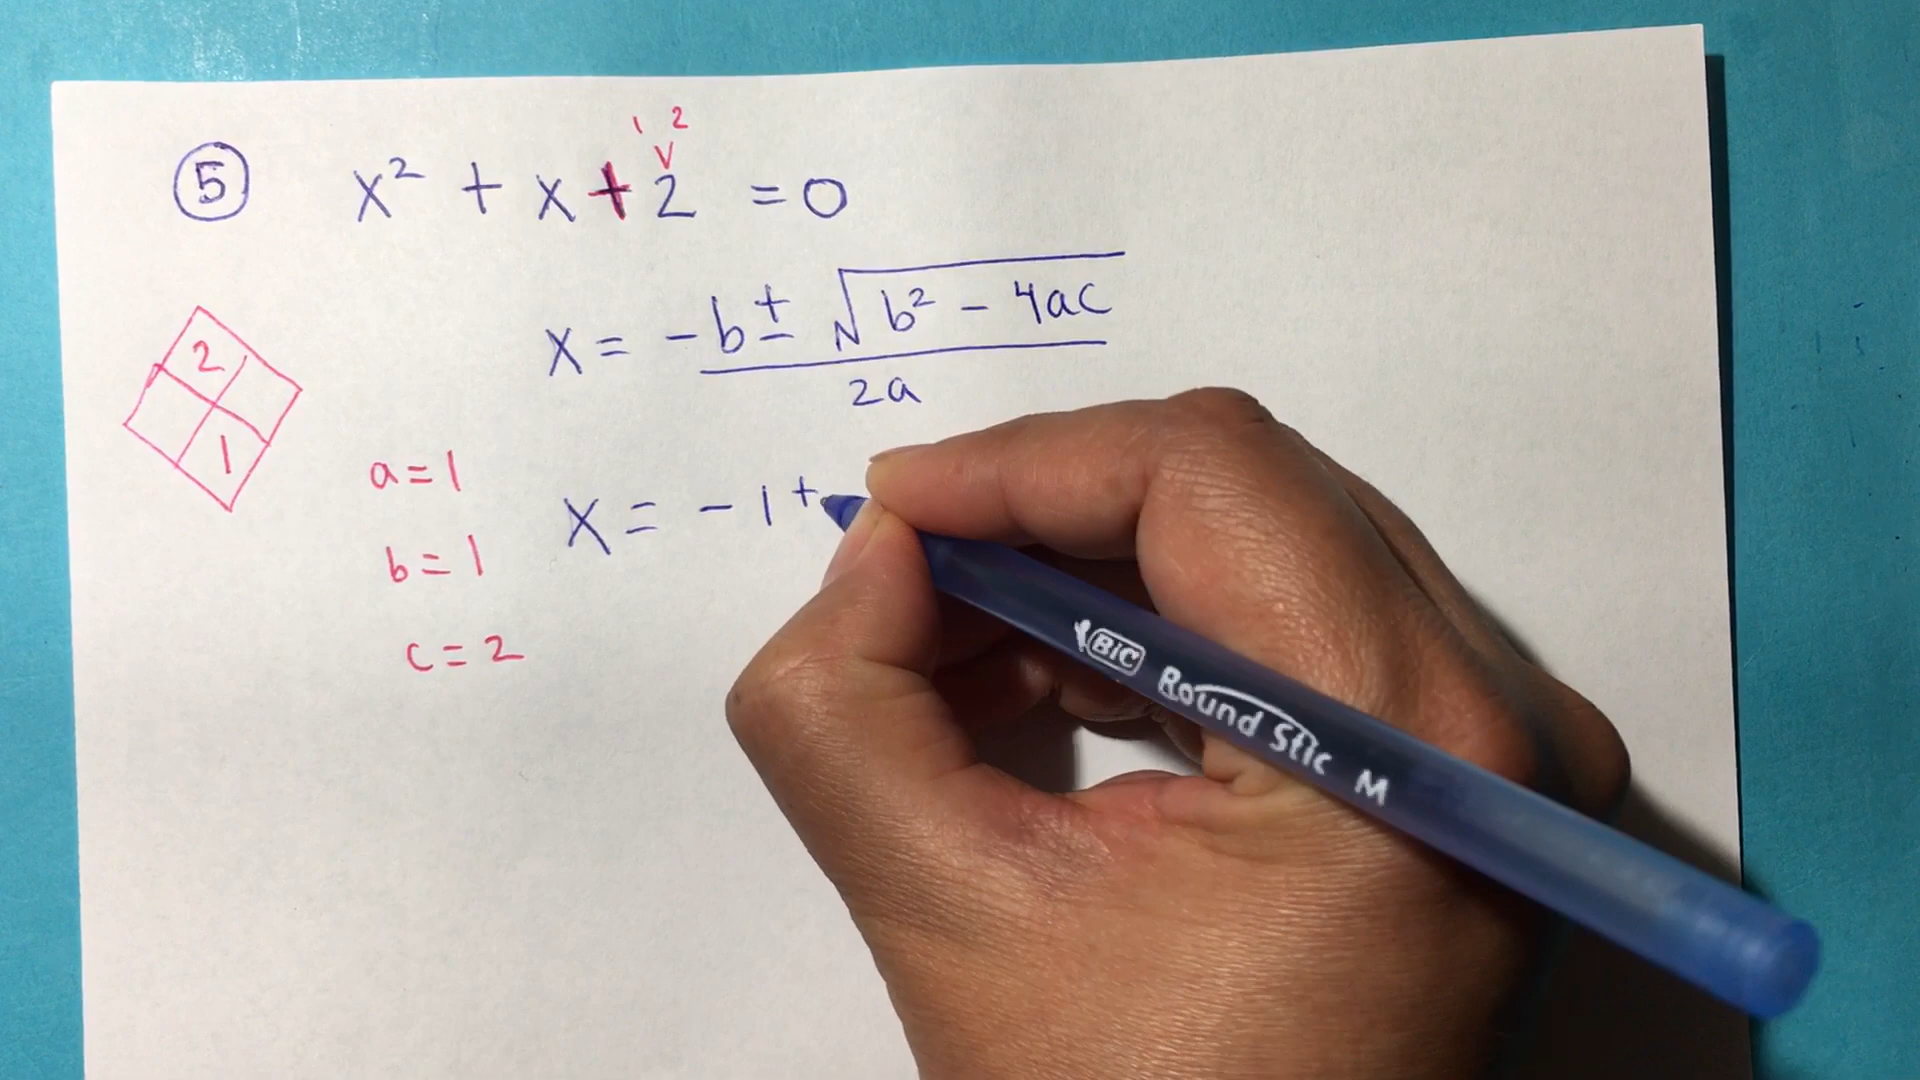 1 2
V
⑤ x² + x + 2 = 0
x = -b ± √b² - 4ac
2a
2
1
a = 1
x = -1 +
b = 1
c = 2
BIC Round Stic M